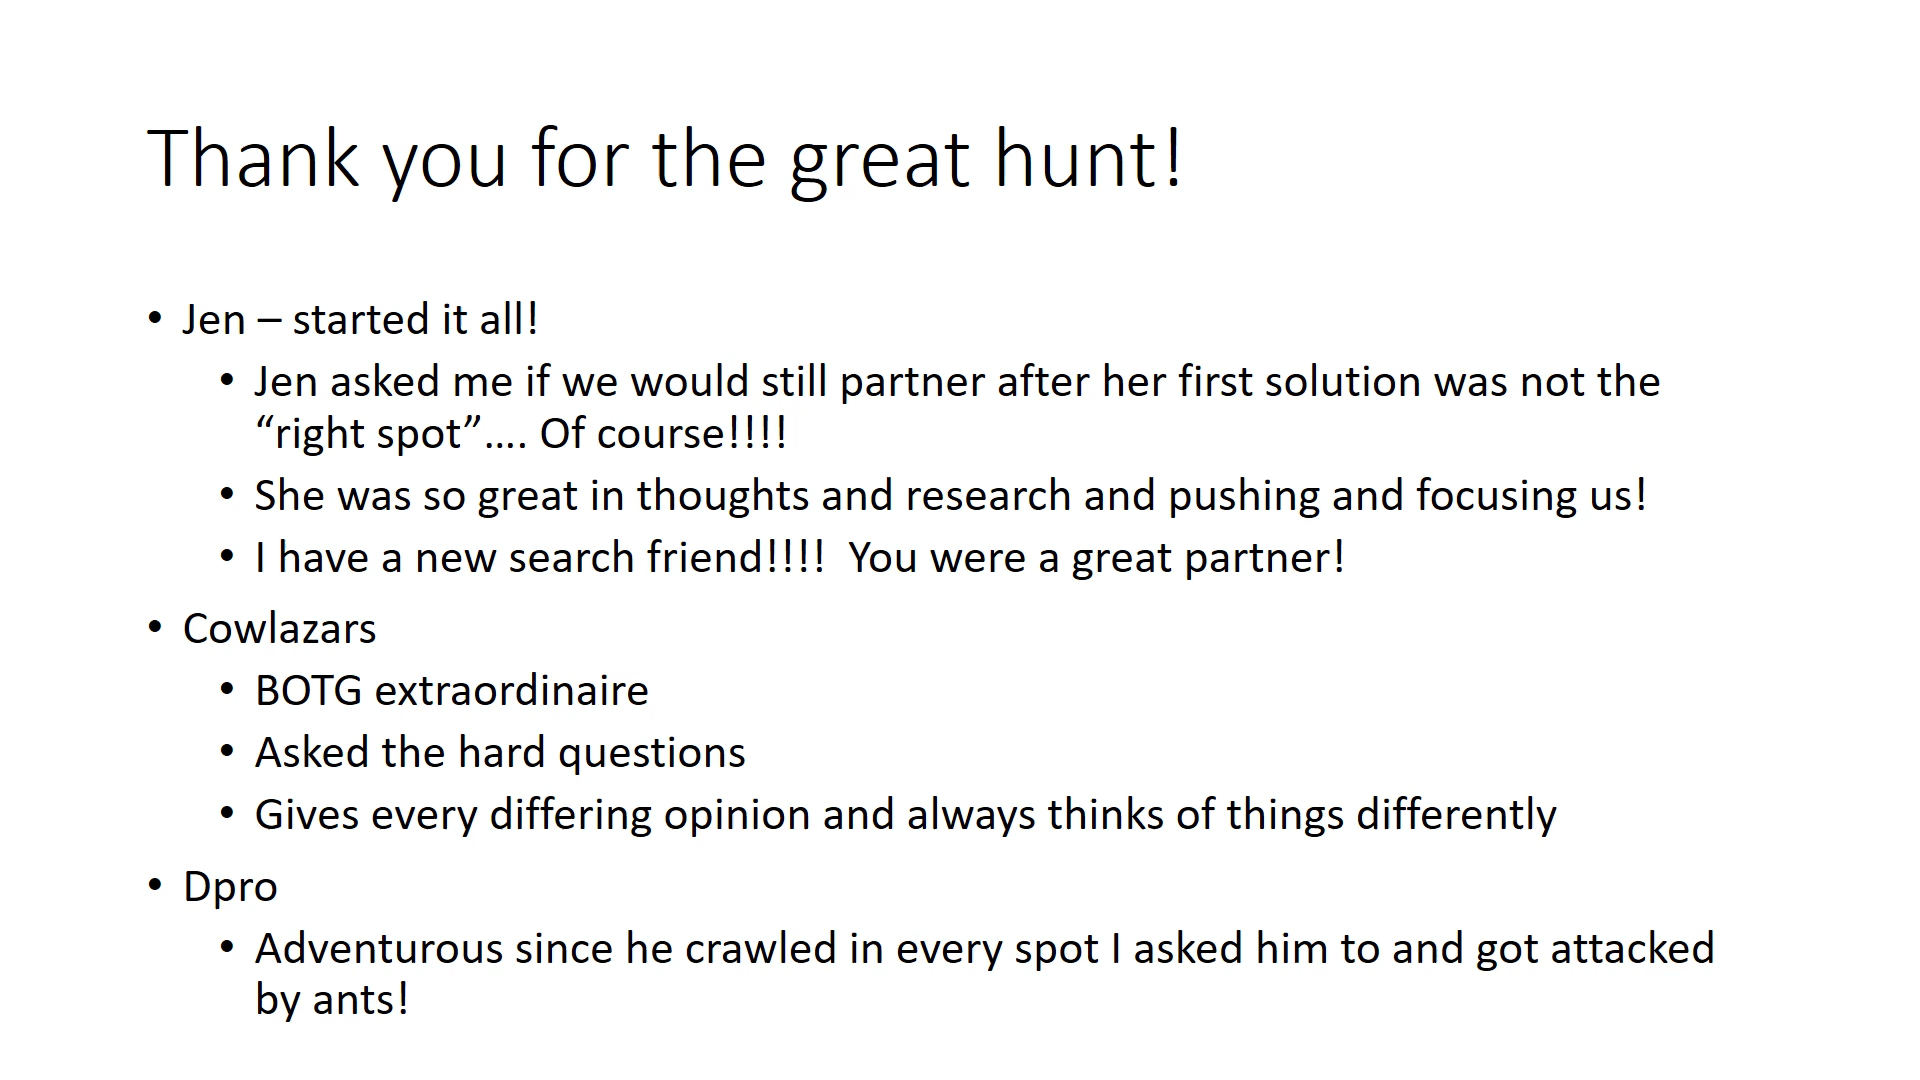 Thank you for the great hunt!
• Jen – started it all!
• Jen asked me if we would still partner after her first solution was not the
“right spot”…. Of course!!!!
• She was so great in thoughts and research and pushing and focusing us!
• I have a new search friend!!!!  You were a great partner!
• Cowlazars
• BOTG extraordinaire
• Asked the hard questions
• Gives every differing opinion and always thinks of things differently
• Dpro
• Adventurous since he crawled in every spot I asked him to and got attacked
by ants!